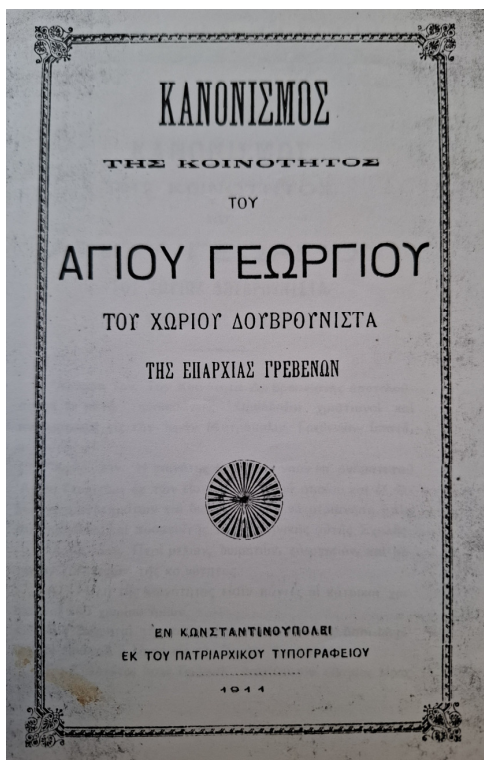 ΚΑΝΟΝΙΣΜΟΣ
ΤΗΣ ΚΟΙΝΟΤΗΤΟΣ
ΤΟΥ
ΑΓΙΟΥ ΓΕΩΡΓΙΟΥ
ΤΟΥ ΧΩΡΙΟΥ ΔΟΥΒΡΟΥΝΙΣΤΑ
ΤΗΣ ΕΠΑΡΧΙΑΣ ΓΡΕΒΕΝΩΝ
ΕΝ ΚΩΝΣΤΑΝΤΙΝΟΥΠΟΛΕΙ
ΕΚ ΤΟΥ ΠΑΤΡΙΑΡΧΙΚΟΥ ΤΥΠΟΓΡΑΦΕΙΟΥ
1911